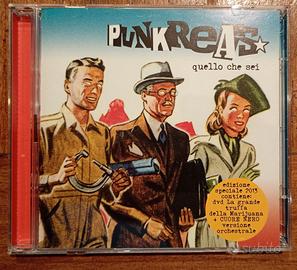 PUNKREAS
quello che sei
edizione
speciale 2013
contiene:
dvd La grande
truffa
della Marijuana
+ CUORE NERO
versione
orchestrale
subito